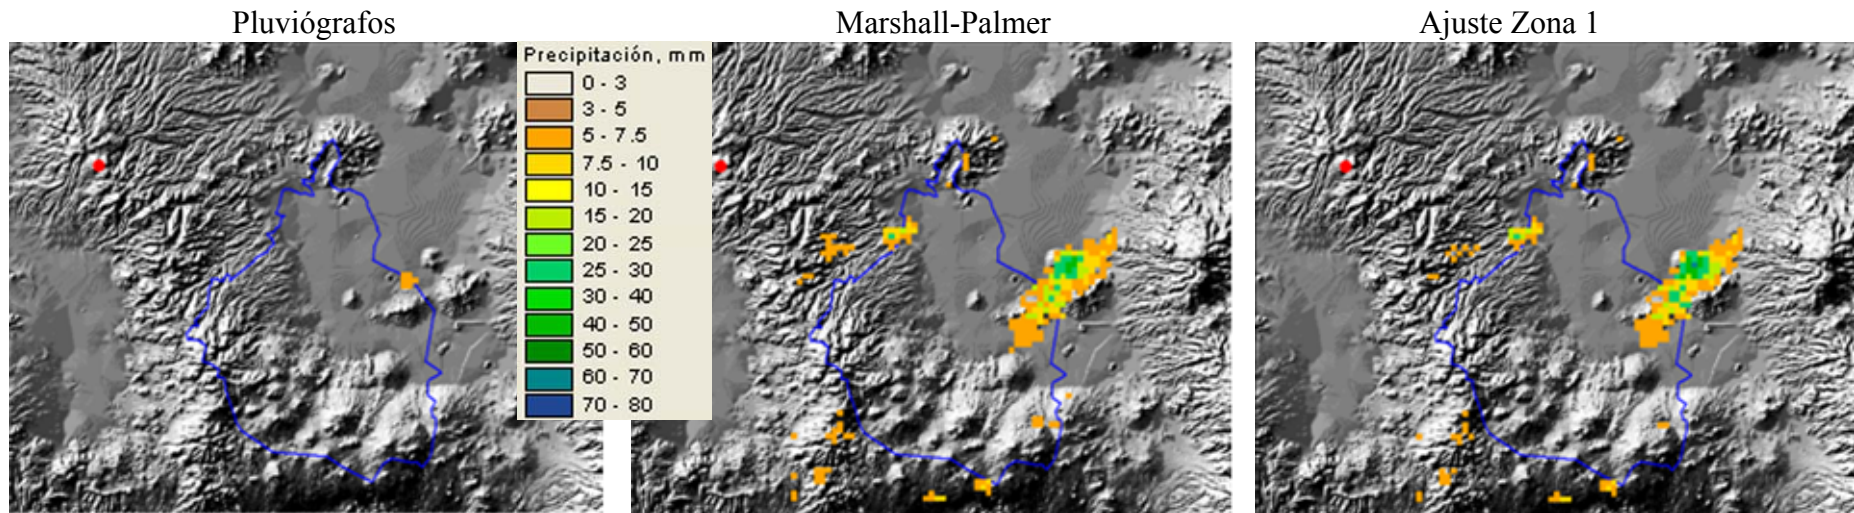 Pluviógrafos
Marshall-Palmer
Ajuste Zona 1
Precipitación, mm
0 - 3
3 - 5
5 - 7.5
7.5 - 10
10 - 15
15 - 20
20 - 25
25 - 30
30 - 40
40 - 50
50 - 60
60 - 70
70 - 80